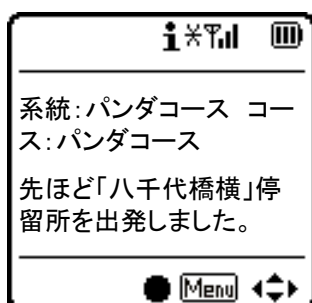 系統:パンダコース コー
ス:パンダコース
先ほど「八千代橋横」停
留所を出発しました。
Menu